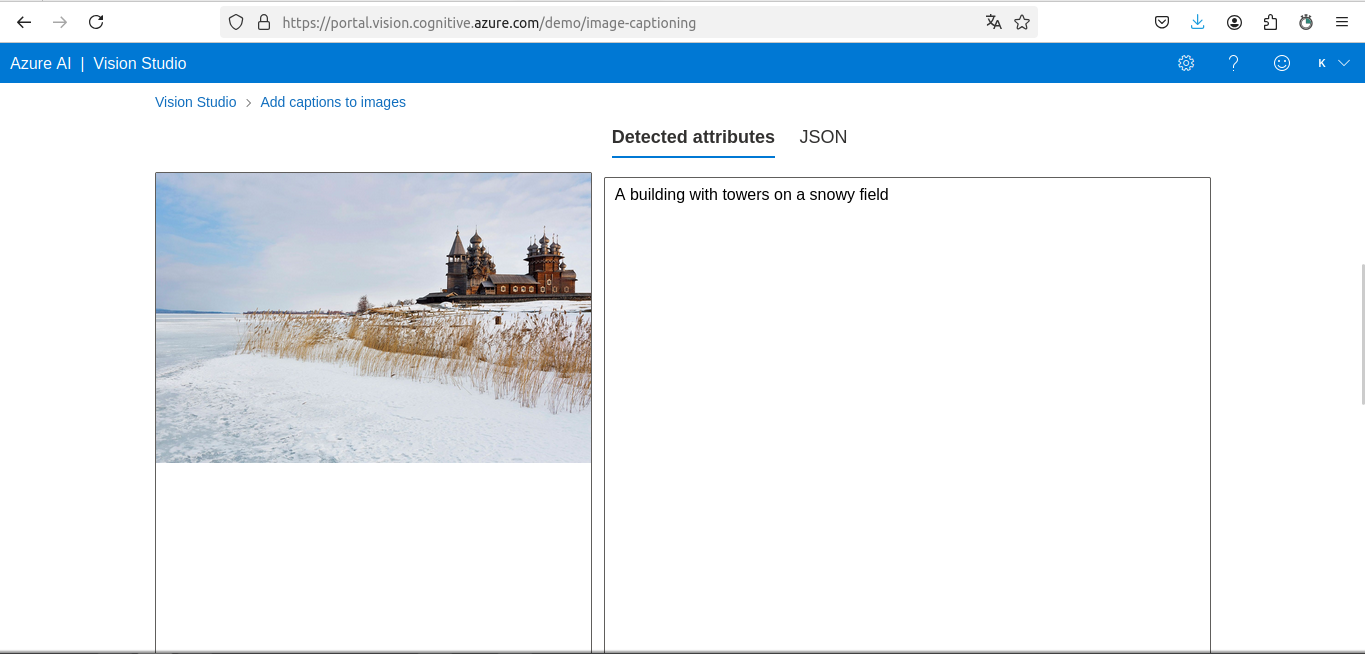 https://portal.vision.cognitive.azure.com/demo/image-captioning
Azure AI | Vision Studio
K
Vision Studio > Add captions to images
Detected attributes JSON
A building with towers on a snowy field